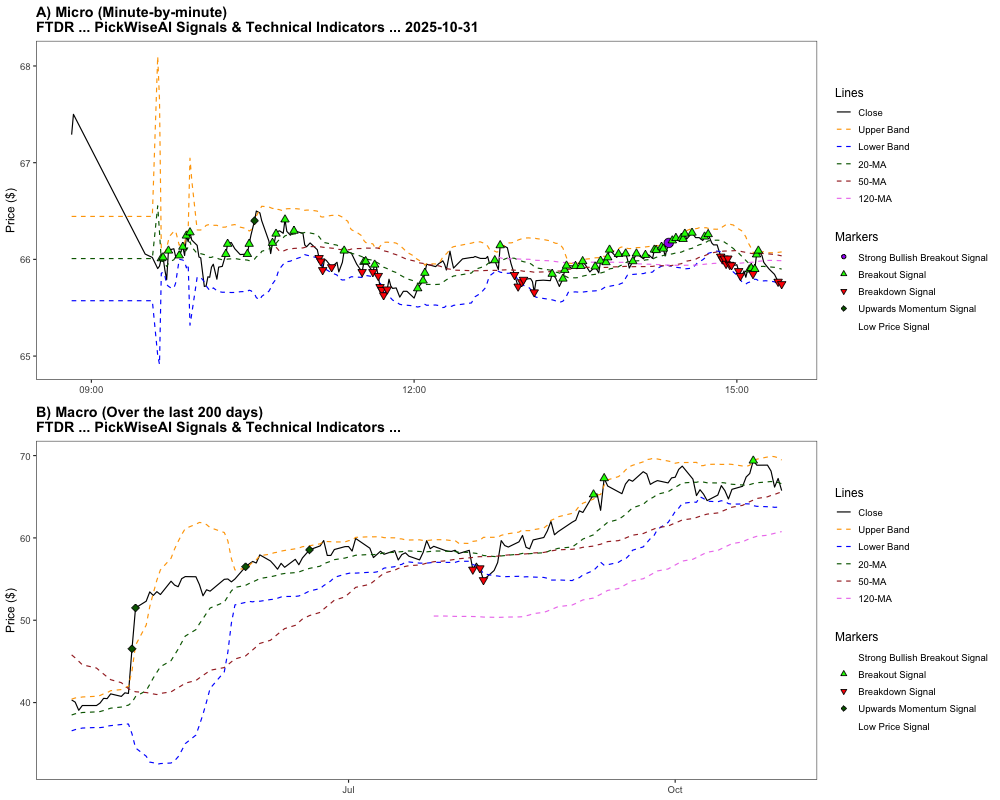 A) Micro (Minute-by-minute)
FTDR ... PickWiseAI Signals & Technical Indicators ... 2025-10-31
68
67
66
65
Price ($)
09:00
12:00
15:00
Lines
Close
Upper Band
Lower Band
20-MA
50-MA
120-MA
Markers
Strong Bullish Breakout Signal
Breakout Signal
Breakdown Signal
Upwards Momentum Signal
Low Price Signal
B) Macro (Over the last 200 days)
FTDR ... PickWiseAI Signals & Technical Indicators ...
70
60
50
40
Price ($)
Jul
Oct
Lines
Close
Upper Band
Lower Band
20-MA
50-MA
120-MA
Markers
Strong Bullish Breakout Signal
Breakout Signal
Breakdown Signal
Upwards Momentum Signal
Low Price Signal